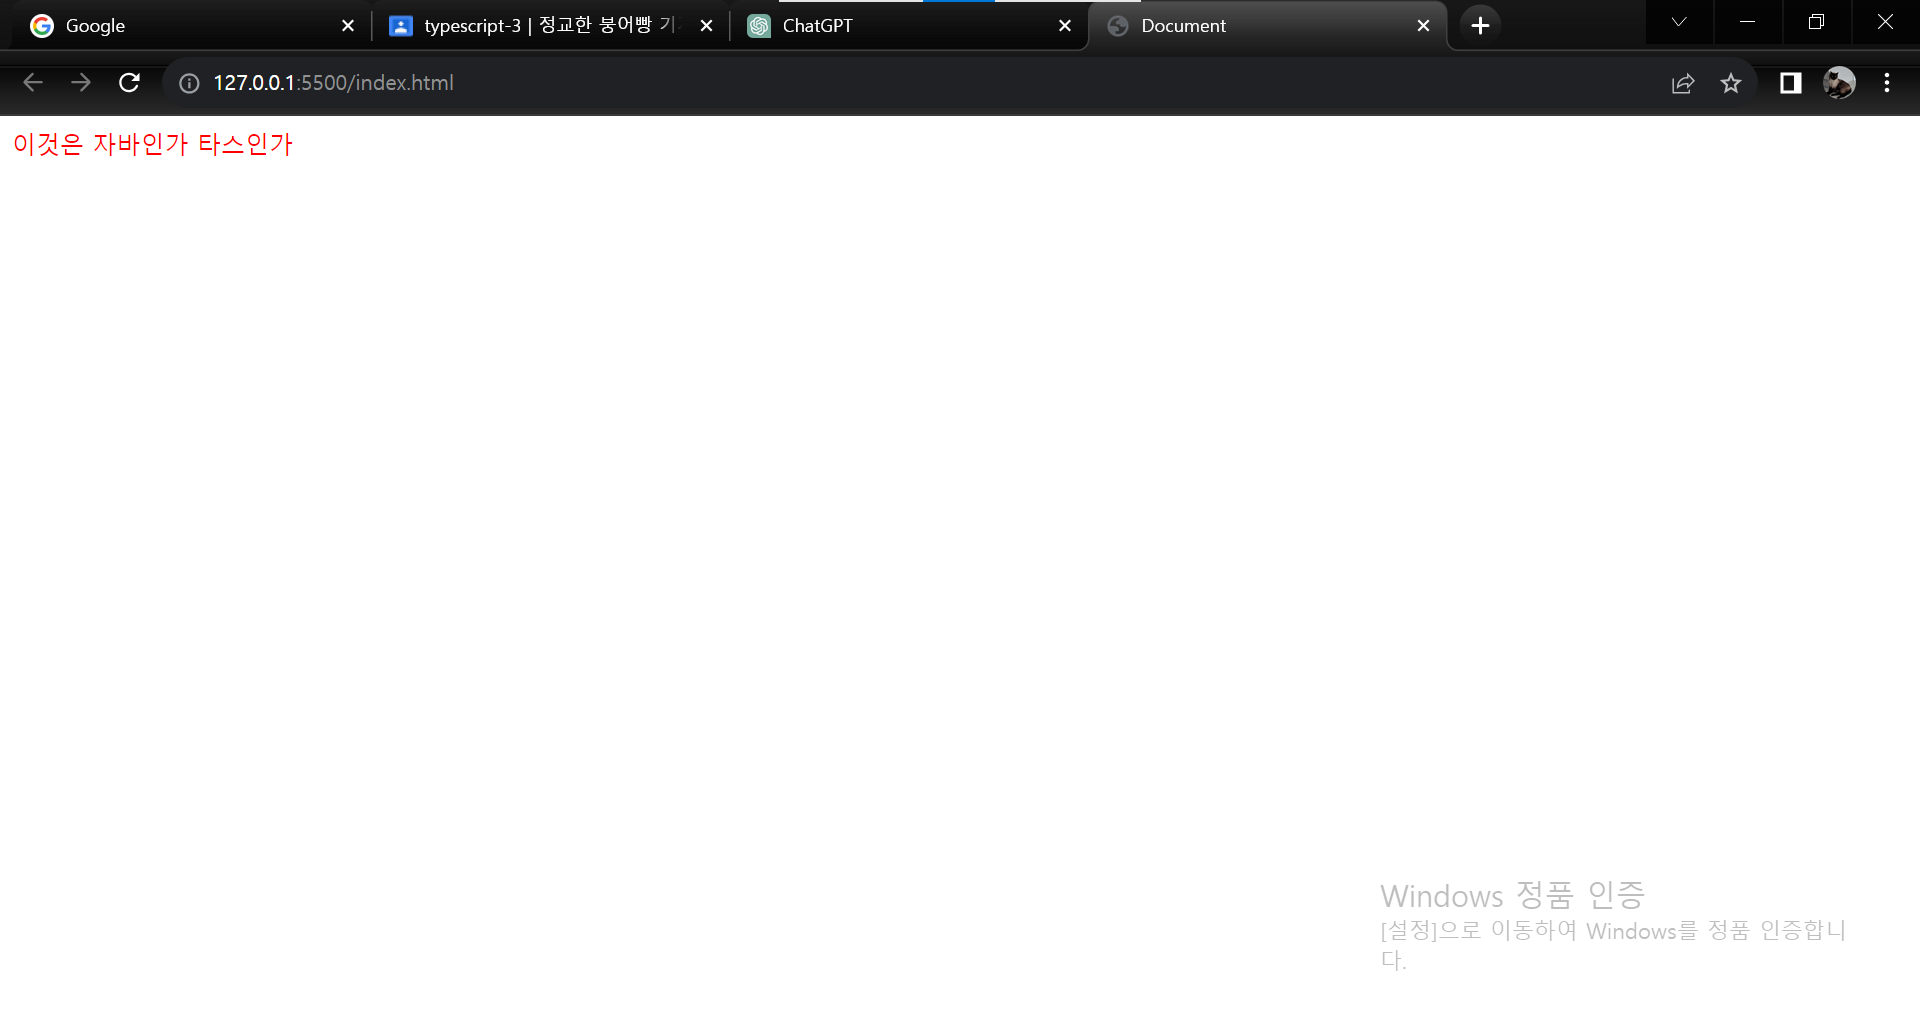 Google
typescript-3 | 정교한 붕어빵 기
ChatGPT
Document
127.0.0.1:5500/index.html
이것은 자바인가 타스인가
Windows 정품 인증
[설정]으로 이동하여 Windows를 정품 인증합니
다.